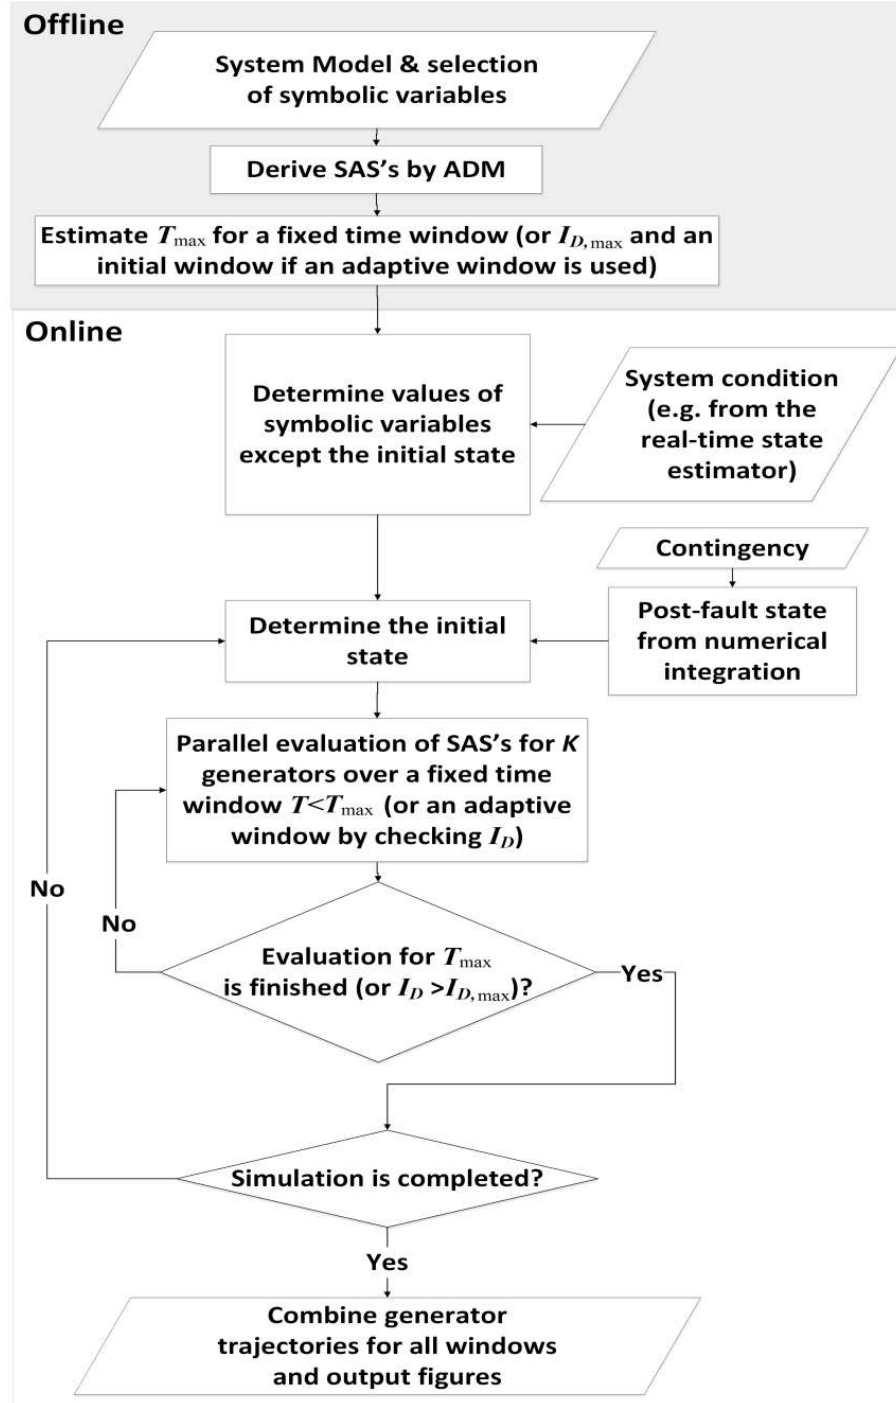 Offline
System Model & selection
of symbolic variables
Derive SAS's by ADM
Estimate Tmax for a fixed time window (or ID, max and an
initial window if an adaptive window is used)
Online
Determine values of
symbolic variables
except the initial state
System condition
(e.g. from the
real-time state
estimator)
Contingency
Post-fault state
from numerical
integration
Determine the initial
state
Parallel evaluation of SAS's for K
generators over a fixed time
window T<Tmax (or an adaptive
window by checking ID)
No
No
Evaluation for Tmax
is finished (or ID >ID, max)?
Yes
Simulation is completed?
Yes
Combine generator
trajectories for all windows
and output figures